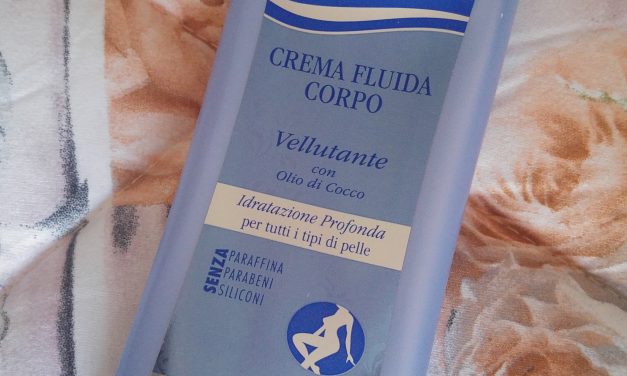 CREMA FLUIDA
CORPO
Vellutante
con
Olio di Cocco
Idratazione Profonda
per tutti i tipi di pelle
SENZA
PARAFFINA
PARABENI
SILICONI